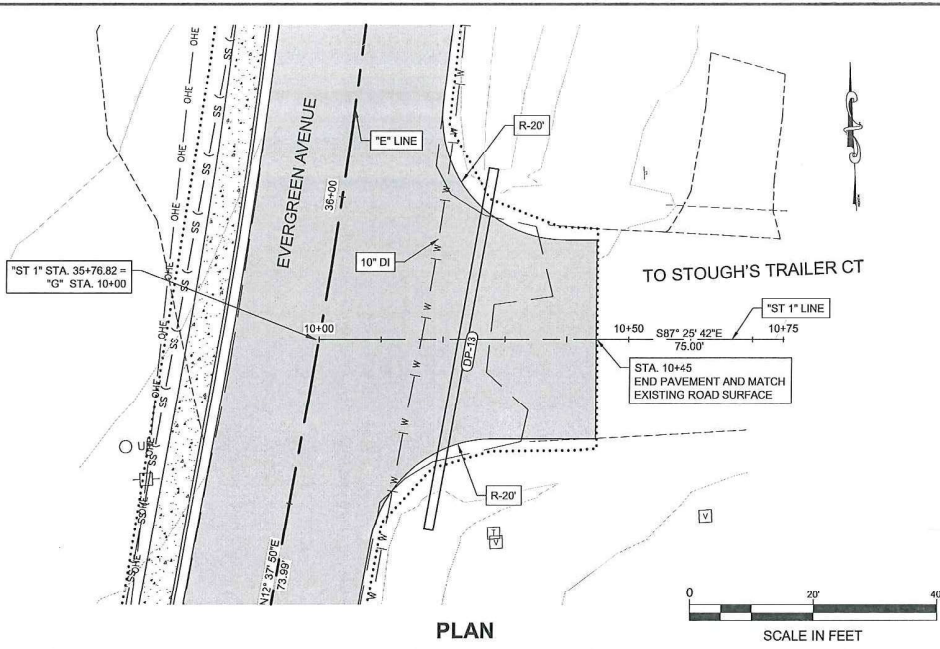 OHE
SS
EVERGREEN AVENUE
"E" LINE
R-20'
36+00
10" DI
W
"ST 1" STA. 35+76.82 =
"G" STA. 10+00
10+00
DP-13
TO STOUGH'S TRAILER CT
"ST 1" LINE
10+50
S87° 25' 42"E
75.00'
10+75
STA. 10+45
END PAVEMENT AND MATCH
EXISTING ROAD SURFACE
R-20'
N12° 37' 50"E
73.99'
T
V
V
PLAN
0
20'
40'
SCALE IN FEET